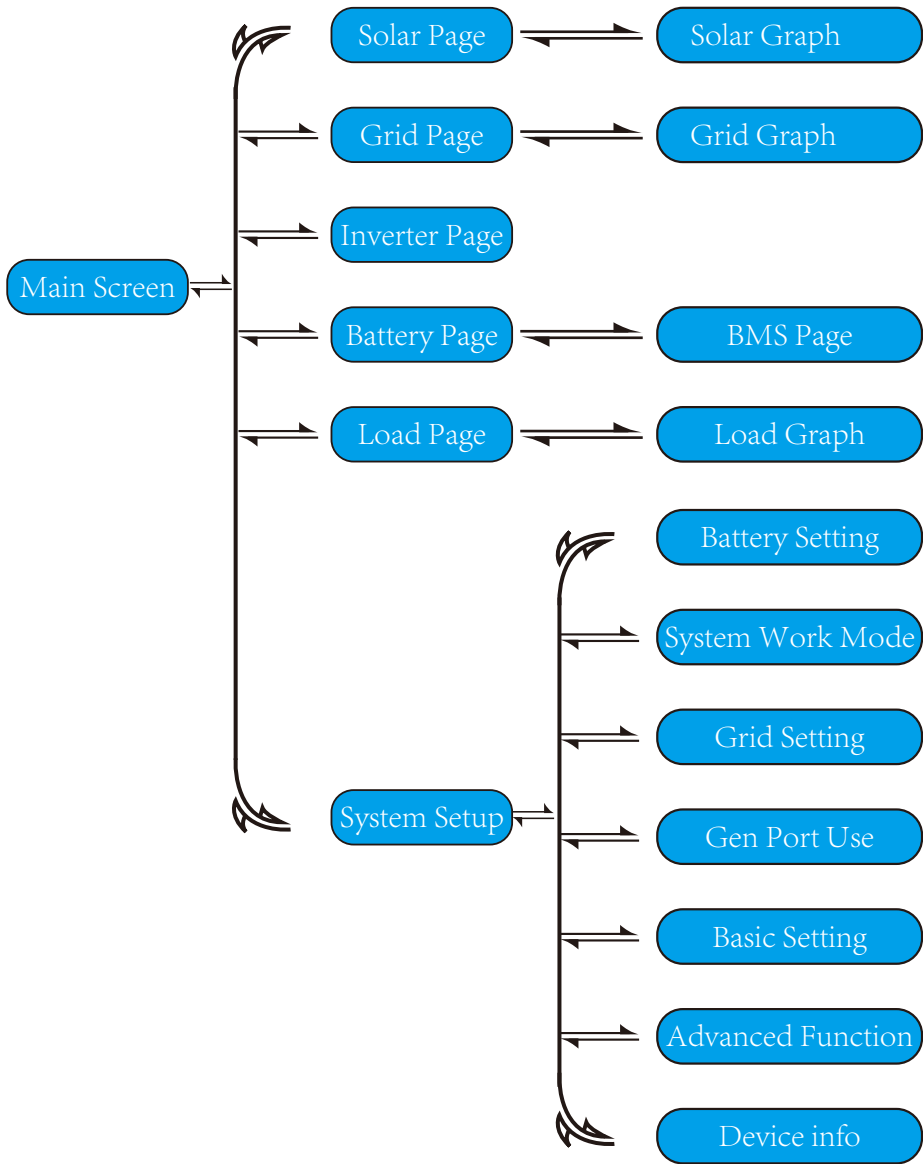 Solar Page
Solar Graph
Grid Page
Grid Graph
Inverter Page
Main Screen
Battery Page
BMS Page
Load Page
Load Graph
Battery Setting
System Work Mode
Grid Setting
System Setup
Gen Port Use
Basic Setting
Advanced Function
Device info